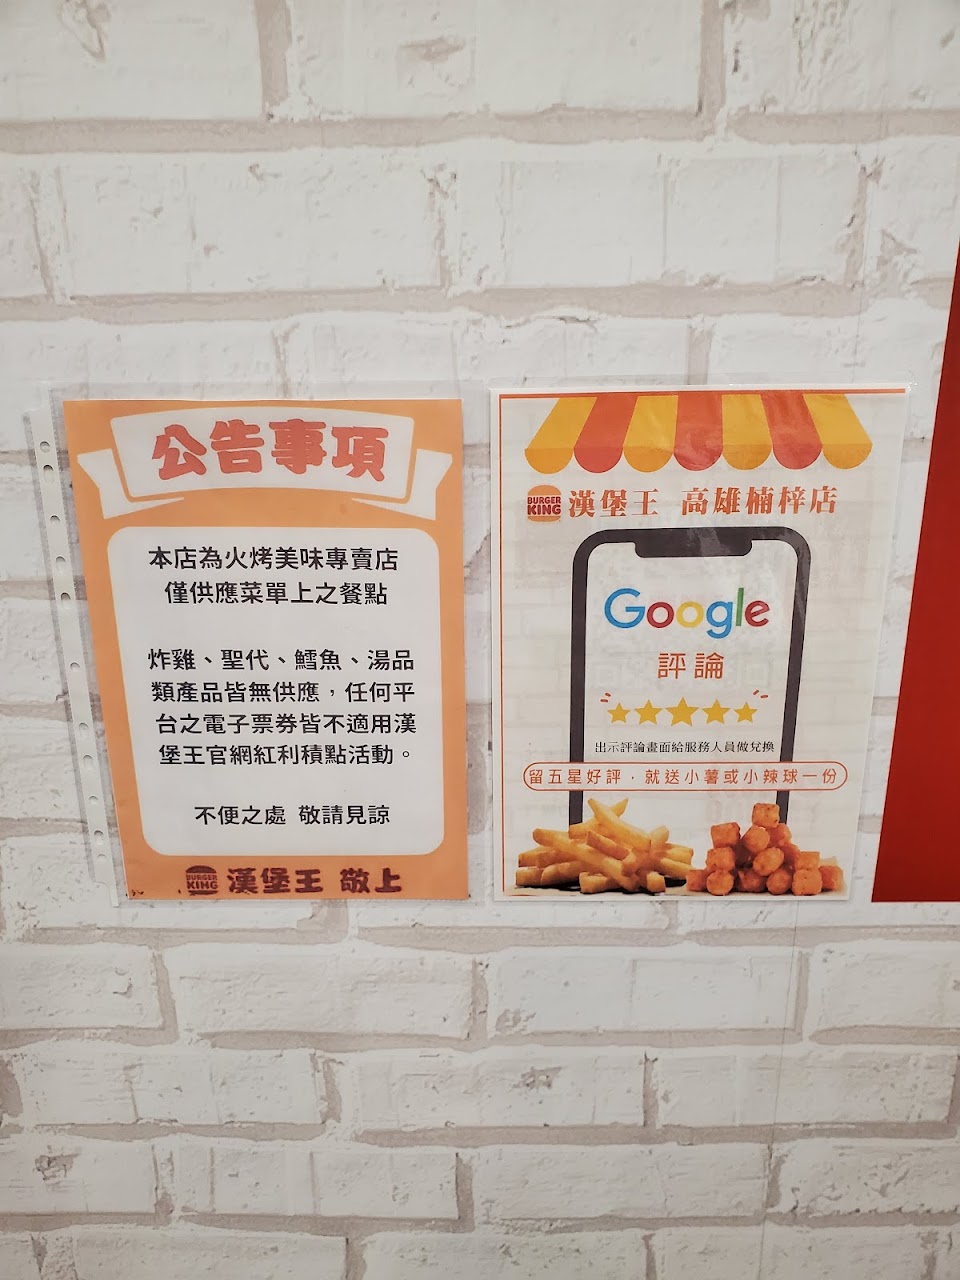 公告事項
本店為火烤美味專賣店
僅供應菜單上之餐點
炸雞、聖代、鱈魚、湯品
類產品皆無供應，任何平
台之電子票券皆不適用漢
堡王官網紅利積點活動。
不便之處 敬請見諒
BURGER
KING
漢堡王 敬上
BURGER
KING
漢堡王 高雄楠梓店
Google
評論
出示評論畫面給服務人員做兌換
留五星好評．就送小薯或小辣球一份